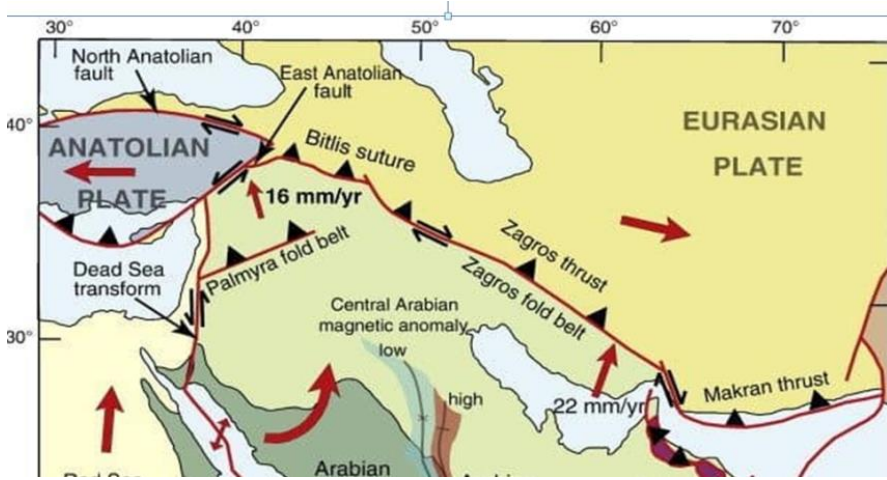 30°
40°
50°
60°
70°
North Anatolian
fault
East Anatolian
fault
40°
ANATOLIAN
PLATE
Bitlis suture
EURASIAN
PLATE
16 mm/yr
Palmyra fold belt
Zagros thrust
Zagros fold belt
Dead Sea
transform
Central Arabian
magnetic anomaly
low
high
30°
22 mm/yr
Makran thrust
Red Sea
Arabian